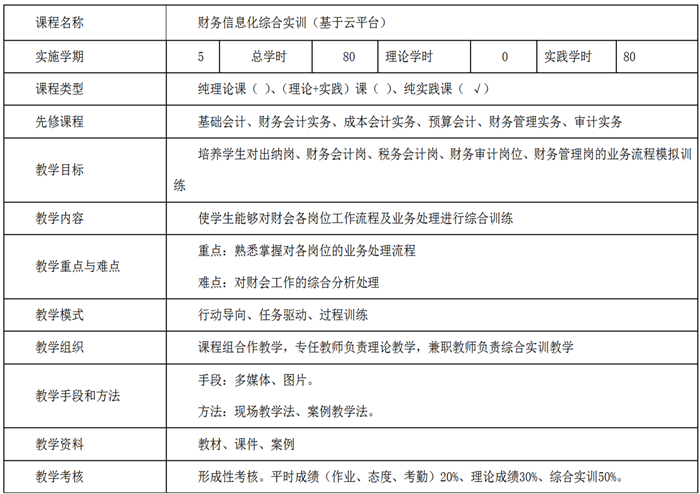 课程名称 财务信息化综合实训（基于云平台）
实施学期 5 总学时 80 理论学时 0 实践学时 80
课程类型 纯理论课（ ）、（理论+实践）课（ ）、纯实践课（ √ ）
先修课程 基础会计、财务会计实务、成本会计实务、预算会计、财务管理实务、审计实务
教学目标 培养学生对出纳岗、财务会计岗、税务会计岗、财务审计岗位、财务管理岗的业务流程模拟训
练
教学内容 使学生能够对财会各岗位工作流程及业务处理进行综合训练
教学重点与难点 重点：熟悉掌握对各岗位的业务处理流程
难点：对财会工作的综合分析处理
教学模式 行动导向、任务驱动、过程训练
教学组织 课程组合作教学，专任教师负责理论教学，兼职教师负责综合实训教学
教学手段和方法 手段：多媒体、图片。
方法：现场教学法、案例教学法。
教学资料 教材、课件、案例
教学考核 形成性考核。平时成绩（作业、态度、考勤）20%、理论成绩30%、综合实训50%。